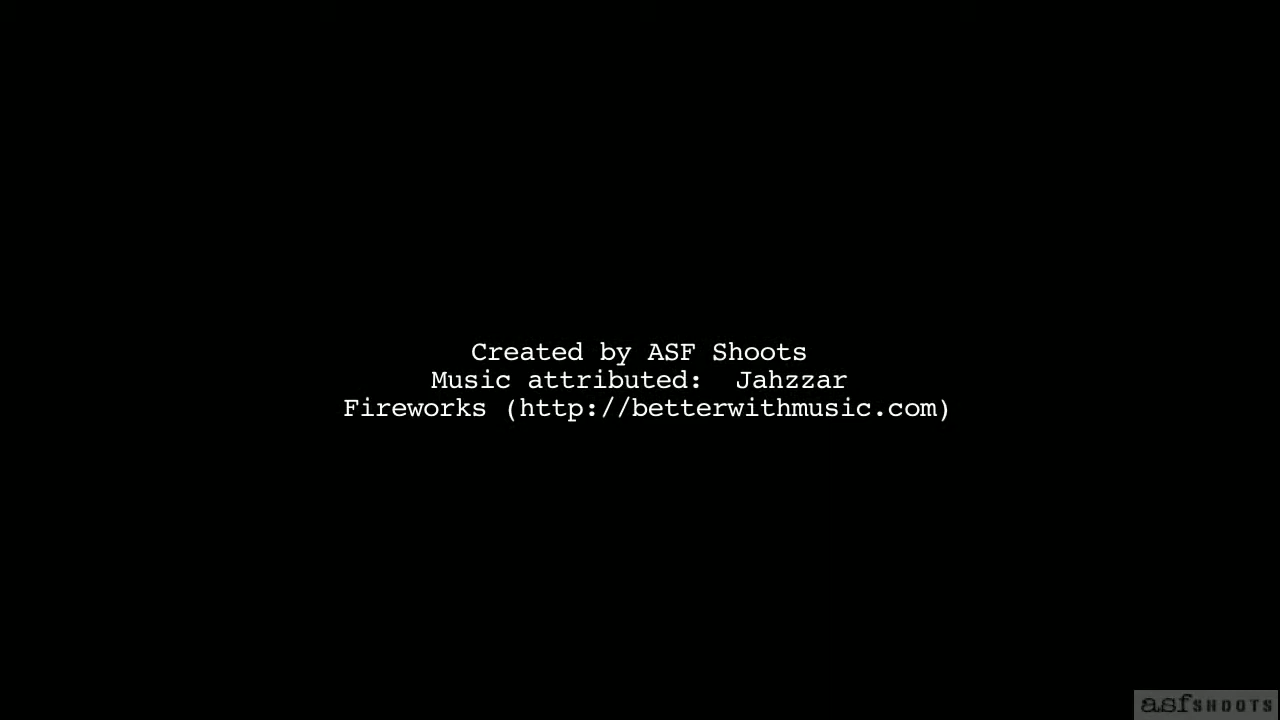 Created by ASF Shoots
Music attributed:  Jahzzar
Fireworks (http://betterwithmusic.com)
asfSHOOTS